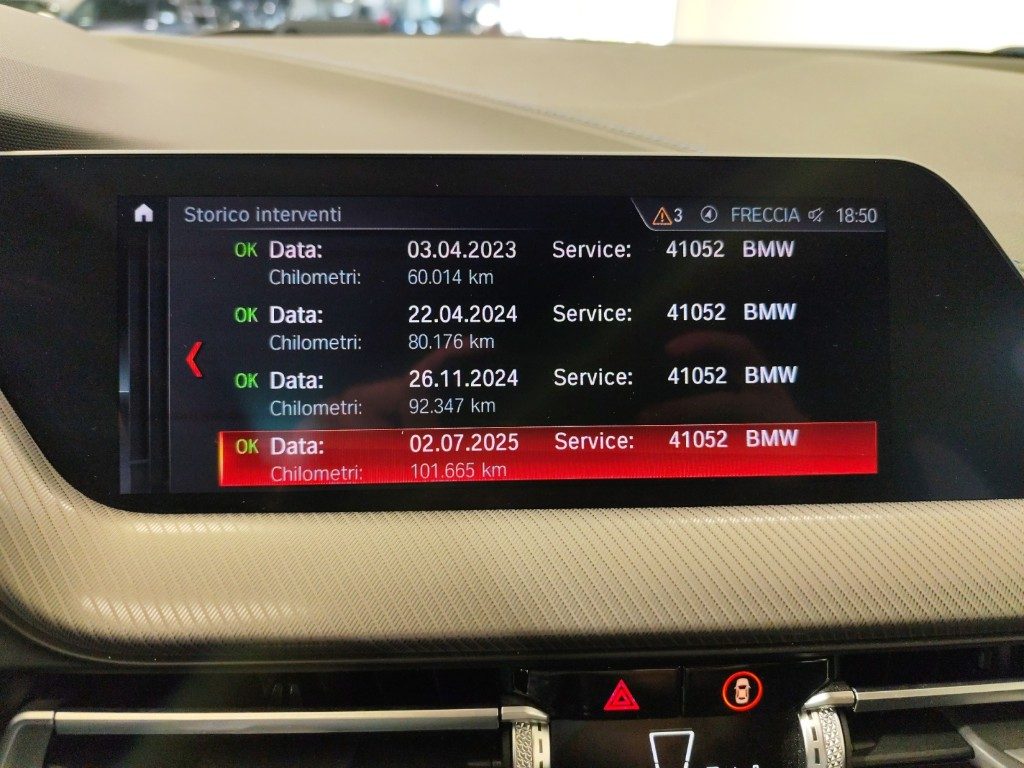 Storico interventi 3 FRECCIA 18:50
OK Data: 03.04.2023 Service: 41052 BMW
Chilometri: 60.014 km
OK Data: 22.04.2024 Service: 41052 BMW
Chilometri: 80.176 km
OK Data: 26.11.2024 Service: 41052 BMW
Chilometri: 92.347 km
OK Data: 02.07.2025 Service: 41052 BMW
Chilometri: 101.665 km